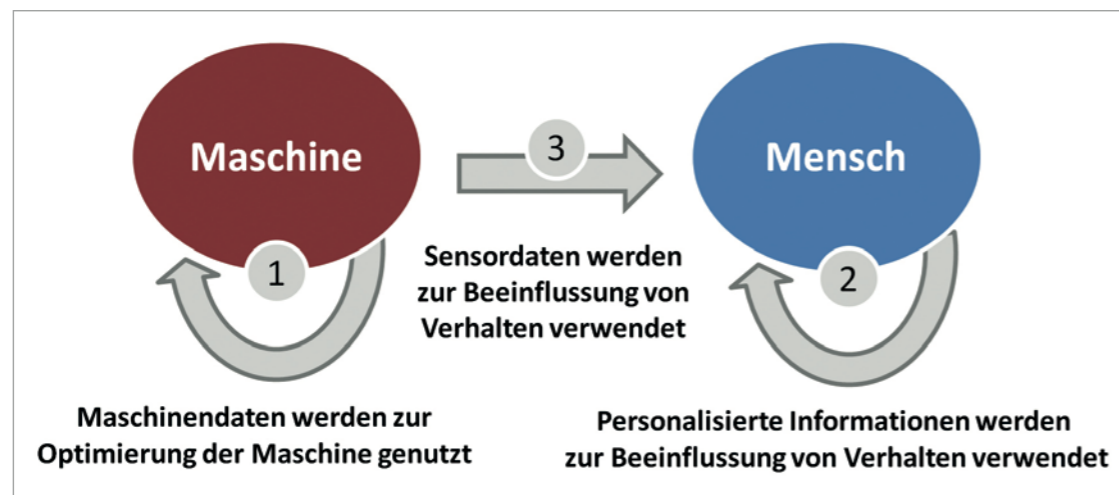 Maschine
1
Maschinendaten werden zur
Optimierung der Maschine genutzt
3
Sensordaten werden
zur Beeinflussung von
Verhalten verwendet
Mensch
2
Personalisierte Informationen werden
zur Beeinflussung von Verhalten verwendet